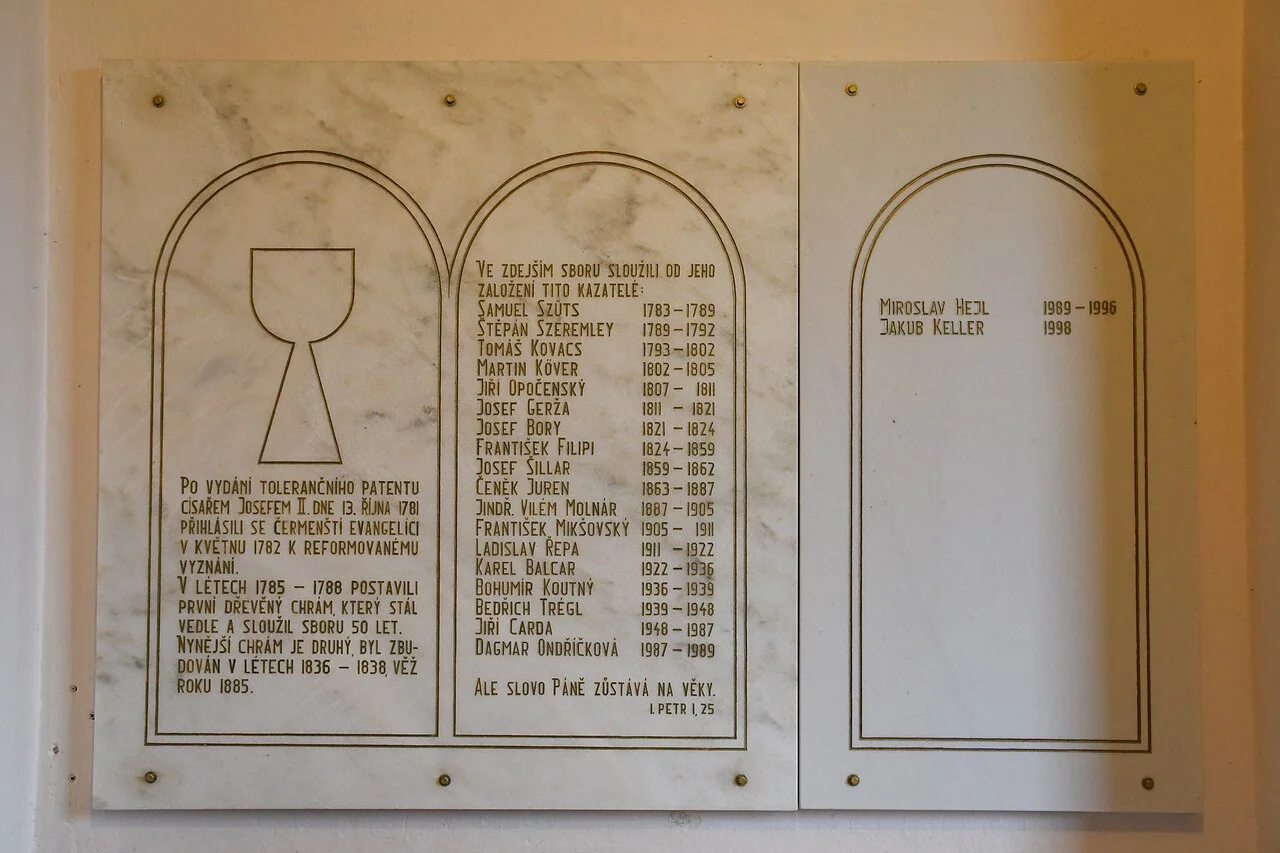 PO VYDÁNÍ TOLERANČNÍHO PATENTU
CÍSAŘEM JOSEFEM II. DNE 13. ŘÍJNA 1781
PŘIHLÁSILI SE ČERMENŠTÍ EVANGELÍCI
V KVĚTNU 1782 K REFORMOVANÉMU
VYZNÁNÍ.
V LÉTECH 1785 – 1788 POSTAVILI
PRVNÍ DŘEVĚNÝ CHRÁM, KTERÝ STÁL
VEDLE A SLOUŽIL SBORU 50 LET.
NYNĚJŠÍ CHRÁM JE DRUHÝ, BYL ZBU-
DOVÁN V LÉTECH 1836 – 1838, VĚŽ
ROKU 1885.
VE ZDEJŠÍM SBORU SLOUŽILI OD JEHO
ZALOŽENÍ TITO KAZATELÉ:
SAMUEL SZŰTS 1783 – 1789
ŠTĚPÁN SZEREMLEY 1789 – 1792
TOMÁŠ KOVACS 1793 – 1802
MARTIN KŐVER 1802 – 1805
JIŘÍ OPOČENSKÝ 1807 – 1811
JOSEF GERŽA 1811 – 1821
JOSEF BORY 1821 – 1824
FRANTIŠEK FILIPI 1824 – 1859
JOSEF ŠILLAR 1859 – 1862
ČENĚK JUREN 1863 – 1887
JINDŘ. VILÉM MOLNÁR 1887 – 1905
FRANTIŠEK MIKŠOVSKÝ 1905 – 1911
LADISLAV ŘEPA 1911 – 1922
KAREL BALCAR 1922 – 1936
BOHUMÍR KOUTNÝ 1936 – 1939
BEDŘICH TRÉGL 1939 – 1948
JIŘÍ CARDA 1948 – 1987
DAGMAR ONDŘÍČKOVÁ 1987 – 1989
ALE SLOVO PÁNĚ ZŮSTÁVÁ NA VĚKY.
I. PETR 1, 25
MIROSLAV HEJL 1989 – 1996
JAKUB KELLER 1998